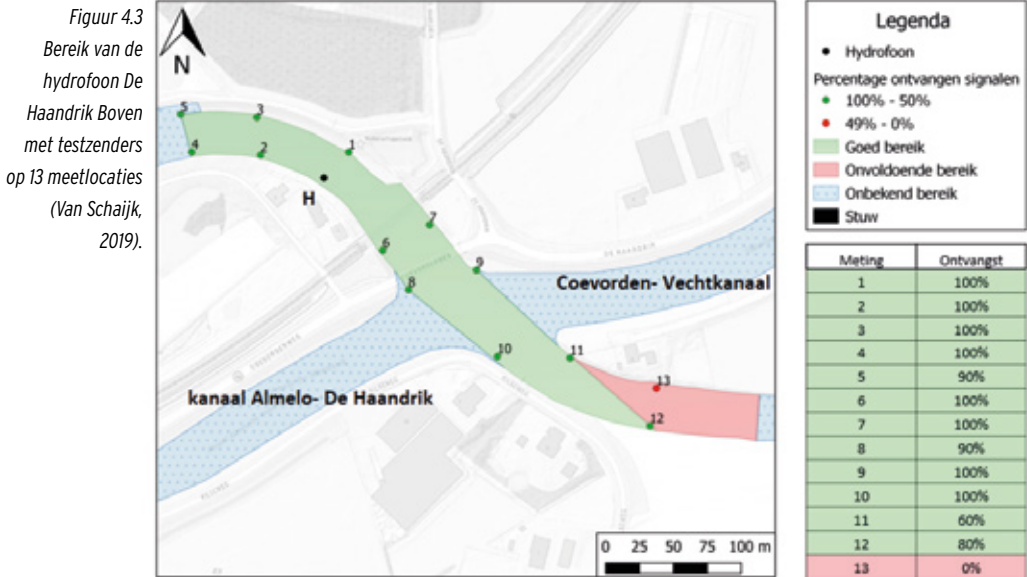 Figuur 4.3
Bereik van de
hydrofoon De
Haandrik Boven
met testzenders
op 13 meetlocaties
(Van Schaijk,
2019).
N
5
3
4
2
1
H
7
6
8
9
Coevorden- Vechtkanaal
10
11
13
kanaal Almelo- De Haandrik
12
DE HAANDRIK
0 25 50 75 100 m
Legenda
Hydrofoon
Percentage ontvangen signalen
100% - 50%
49% - 0%
Goed bereik
Onvoldoende bereik
Onbekend bereik
Stuw
Meting Ontvangst
1 100%
2 100%
3 100%
4 100%
5 90%
6 100%
7 100%
8 90%
9 100%
10 100%
11 60%
12 80%
13 0%